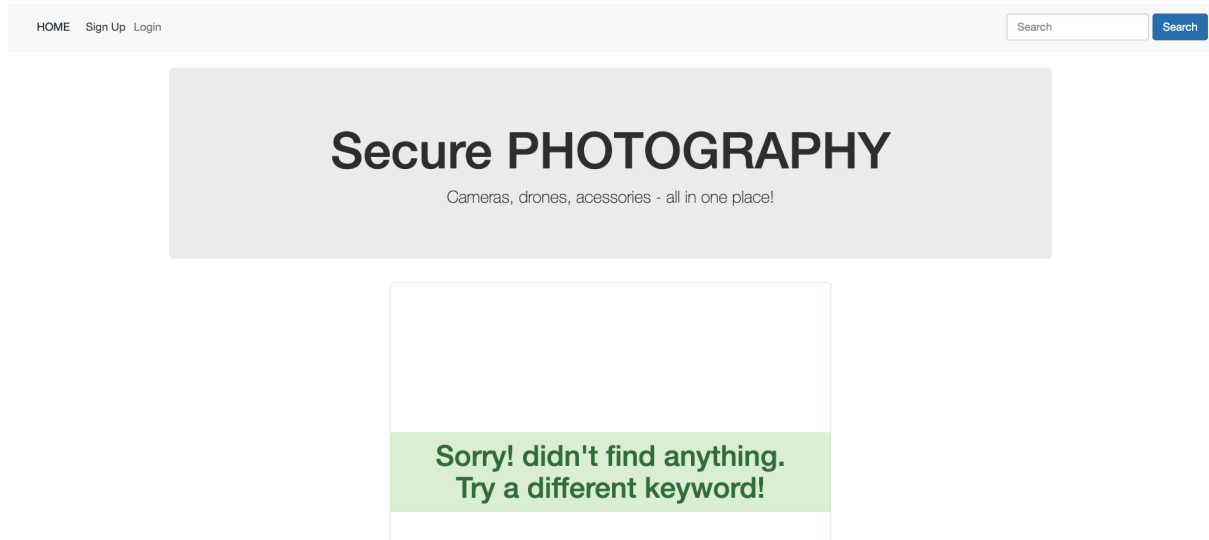 HOME Sign Up Login Search Search
Secure PHOTOGRAPHY
Cameras, drones, acessories - all in one place!
Sorry! didn't find anything.
Try a different keyword!